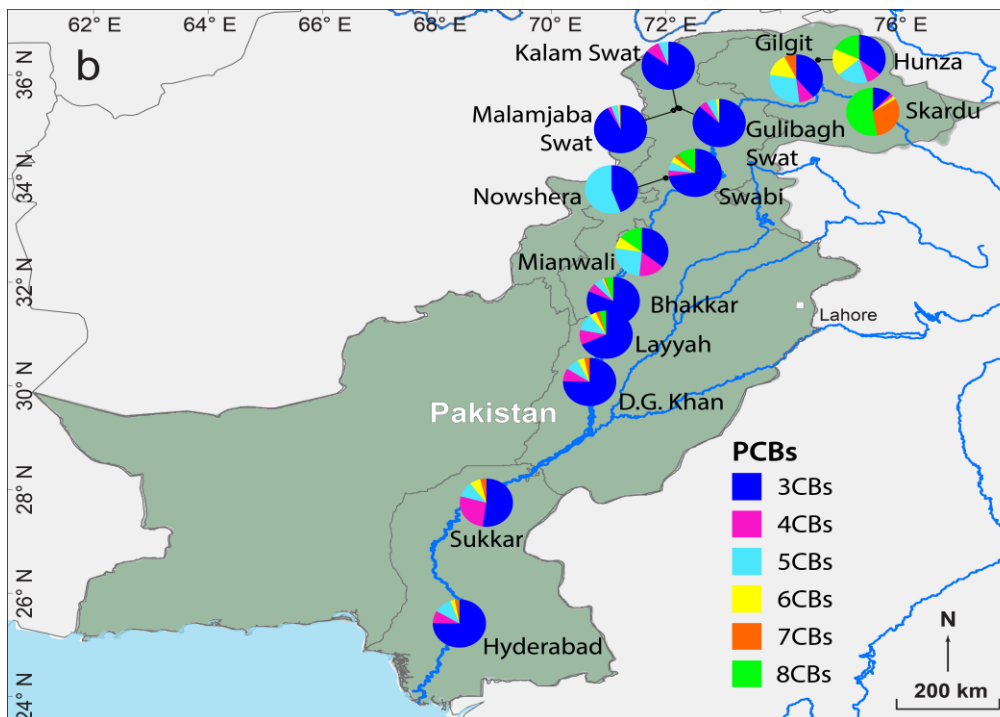 62° E
64° E
66° E
68° E
70° E
72° E
76° E
36° N
34° N
32° N
30° N
28° N
26° N
24° N
b
Kalam Swat
Gilgit
Hunza
Malamjaba
Swat
Skardu
Gulibagh
Swat
Nowshera
Swabi
Mianwali
Bhakkar
Lahore
Layyah
D.G. Khan
Pakistan
Sukkar
Hyderabad
PCBs
3CBs
4CBs
5CBs
6CBs
7CBs
8CBs
N
200 km